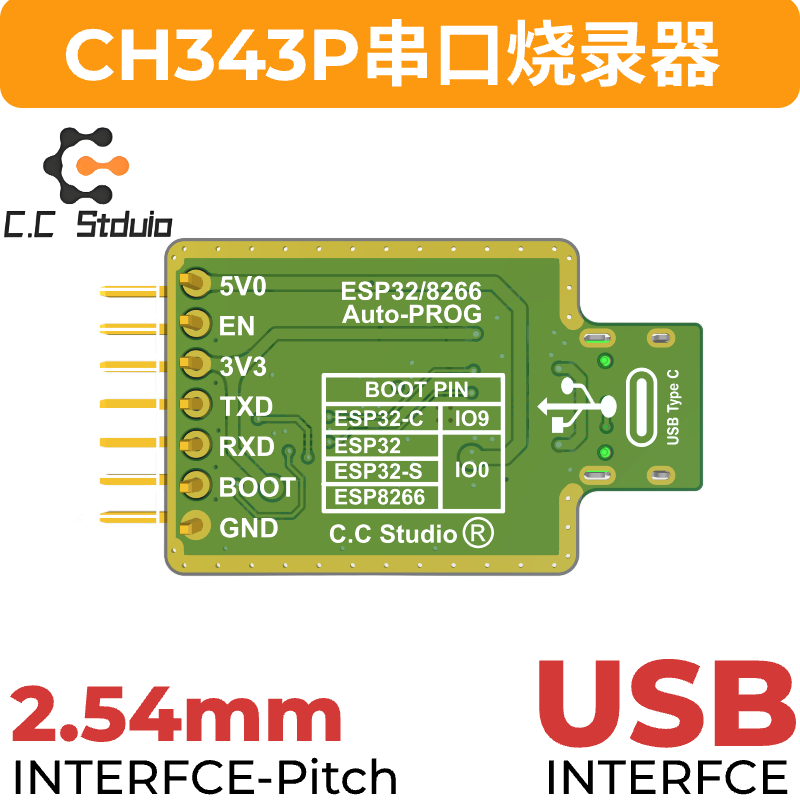 CH343P串口烧录器
C.C Stduio
5V0
EN
3V3
TXD
RXD
BOOT
GND
ESP32/8266
Auto-PROG
BOOT PIN
ESP32-C IO9
ESP32
ESP32-S IO0
ESP8266
C.C Studio®
USB Type C
2.54mm
INTERFCE-Pitch
USB
INTERFCE